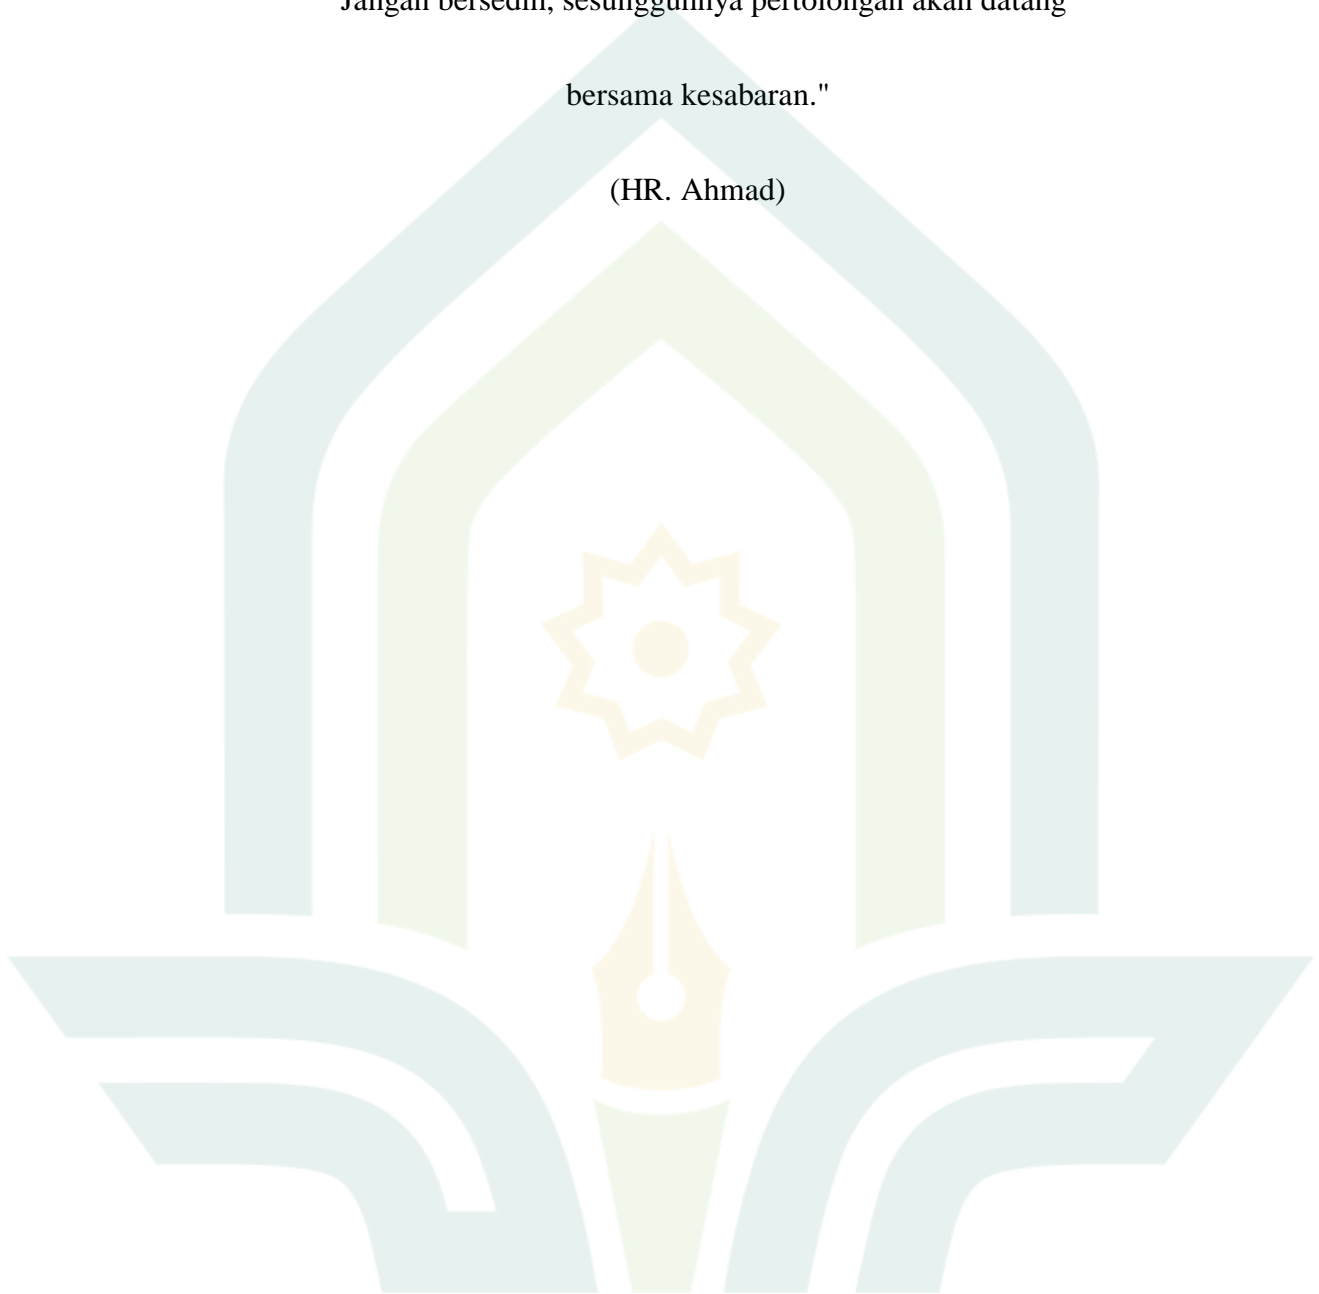 Jangan bersedih, sesungguhnya pertolongan akan datang
bersama kesabaran."
(HR. Ahmad)